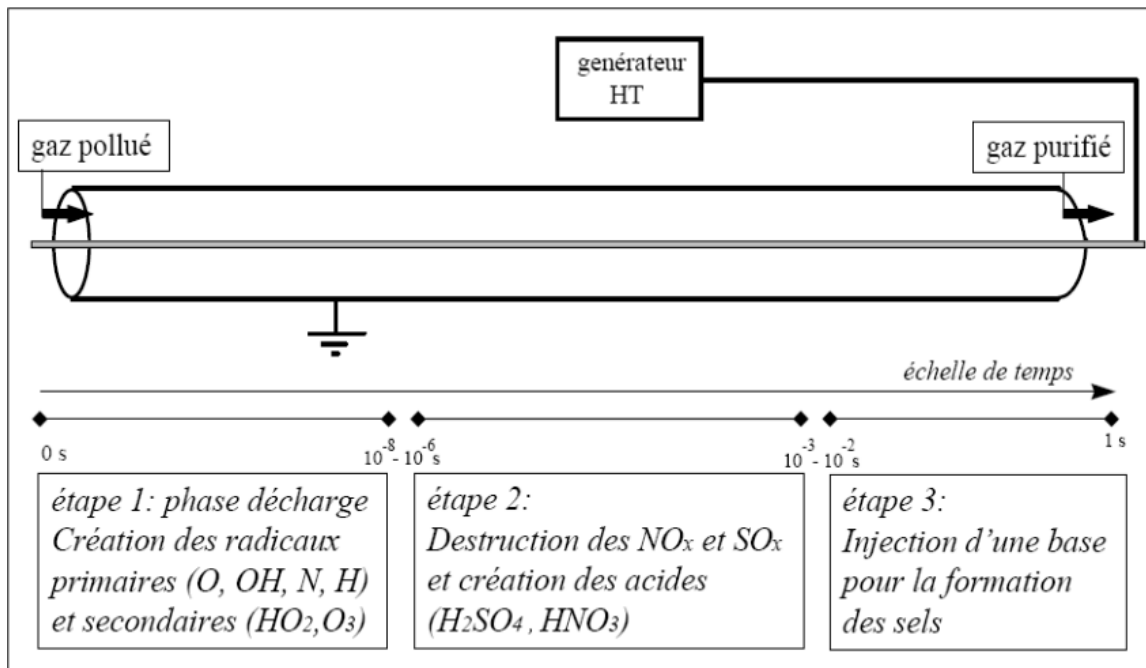 genérateur
HT
gaz pollué
gaz purifié
échelle de temps
0 s
10⁻⁸ - 10⁻⁶ s
10⁻³ - 10⁻² s
1 s
étape 1: phase décharge
Création des radicaux
primaires (O, OH, N, H)
et secondaires (HO₂,O₃)
étape 2:
Destruction des NOₓ et SOₓ
et création des acides
(H₂SO₄ , HNO₃)
étape 3:
Injection d’une base
pour la formation
des sels